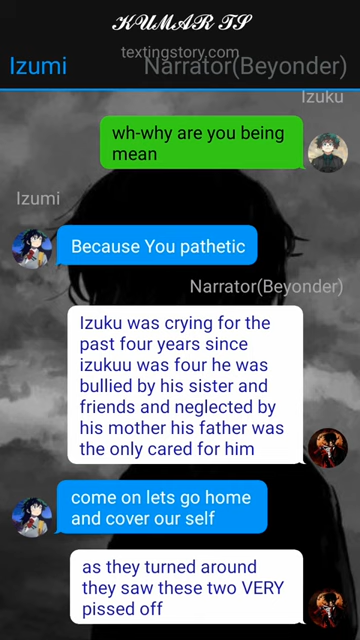 KUMAR TS
textingstory.com
Izumi
Narrator(Beyonder)
Izuku
wh-why are you being
mean
Izumi
Because You pathetic
Narrator(Beyonder)
Izuku was crying for the
past four years since
izukuu was four he was
bullied by his sister and
friends and neglected by
his mother his father was
the only cared for him
come on lets go home
and cover our self
as they turned around
they saw these two VERY
pissed off